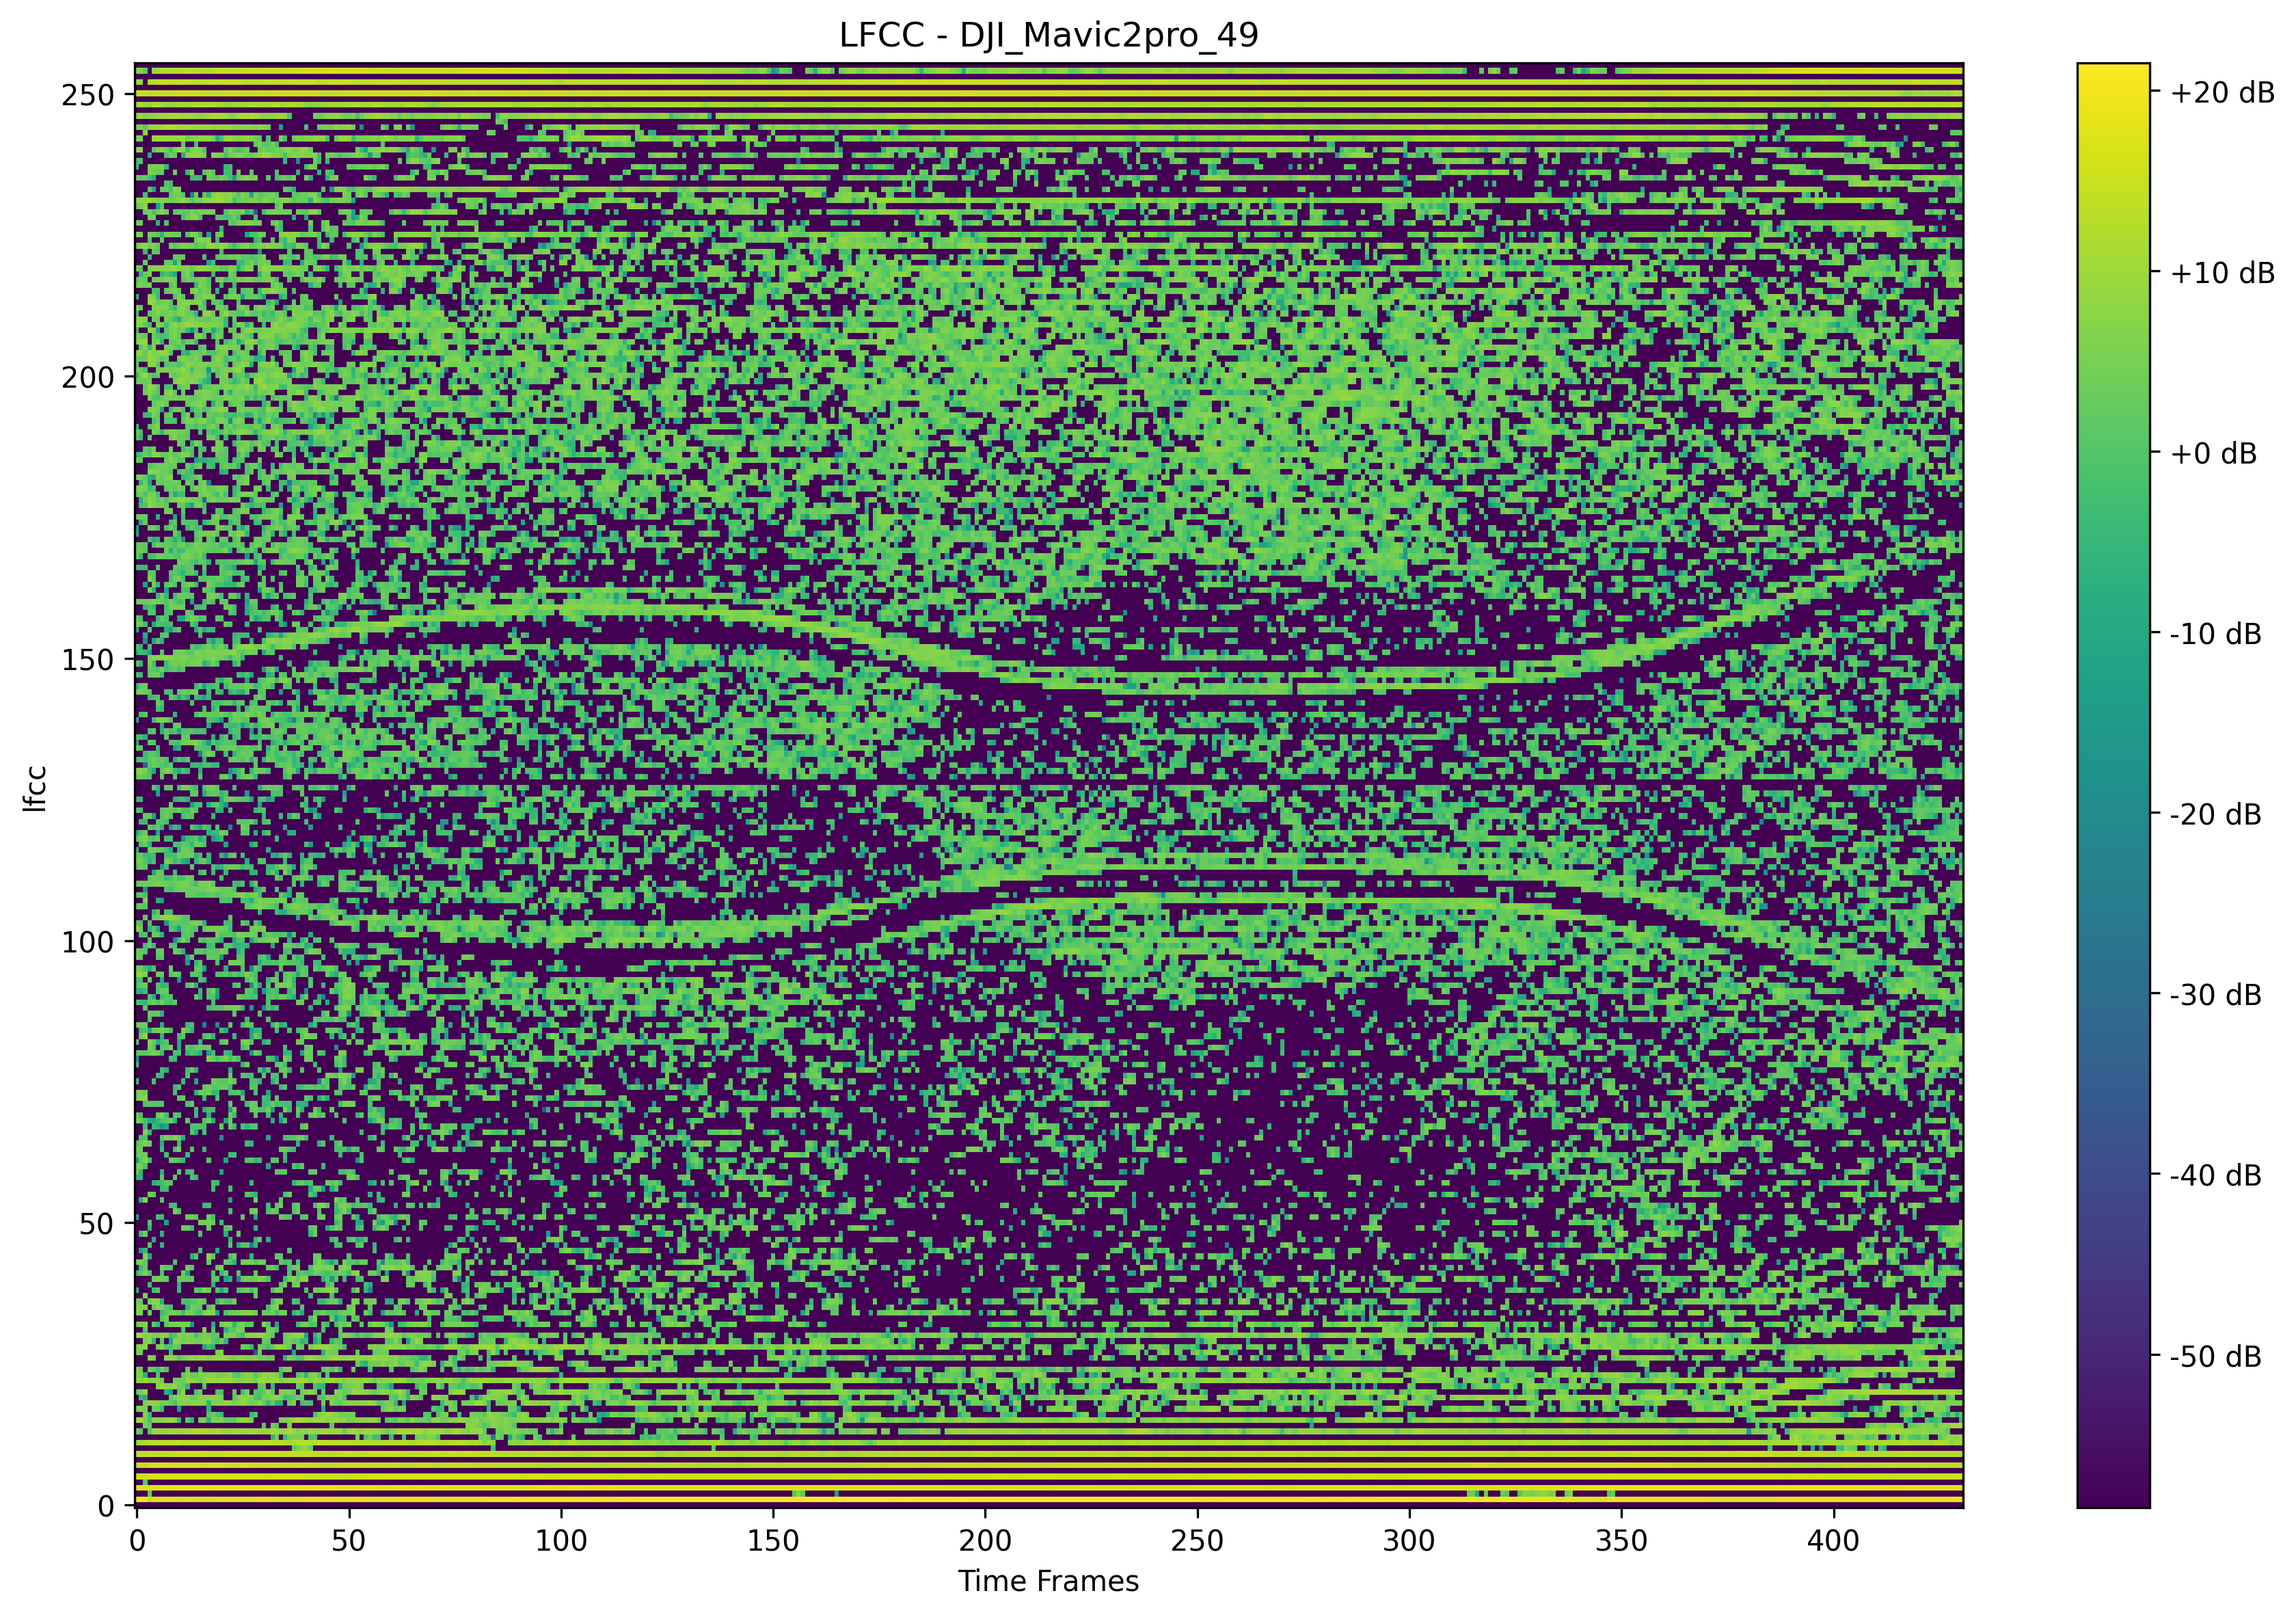 LFCC - DJI_Mavic2pro_49
lfcc
250
200
150
100
50
0
0 50 100 150 200 250 300 350 400
Time Frames
+20 dB
+10 dB
+0 dB
-10 dB
-20 dB
-30 dB
-40 dB
-50 dB